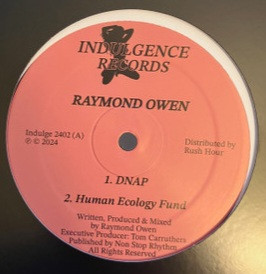 INDULGENCE
RECORDS
RAYMOND OWEN
Indulge 2402 (A)
℗ © 2024
Distributed by
Rush Hour
1. DNAP
2. Human Ecology Fund
Written, Produced & Mixed
by Raymond Owen
Executive Producer: Tom Carruthers
Published by Non Stop Rhythm
All Rights Reserved